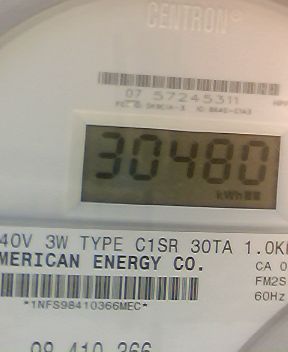 CENTRON®
07 57245311
30480
kWh
40V 3W TYPE C1SR 30TA 1.0K
MERICAN ENERGY CO.
CA 0
FM2S
60Hz
*1NFS98410366MEC*
98 410 366